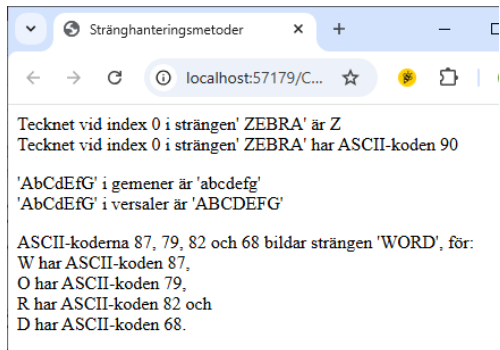 Stränghanteringsmetoder
localhost:57179/C...
Tecknet vid index 0 i strängen' ZEBRA' är Z
Tecknet vid index 0 i strängen' ZEBRA' har ASCII-koden 90
'AbCdEfG' i gemener är 'abcdefg'
'AbCdEfG' i versaler är 'ABCDEFG'
ASCII-koderna 87, 79, 82 och 68 bildar strängen 'WORD', för:
W har ASCII-koden 87,
O har ASCII-koden 79,
R har ASCII-koden 82 och
D har ASCII-koden 68.